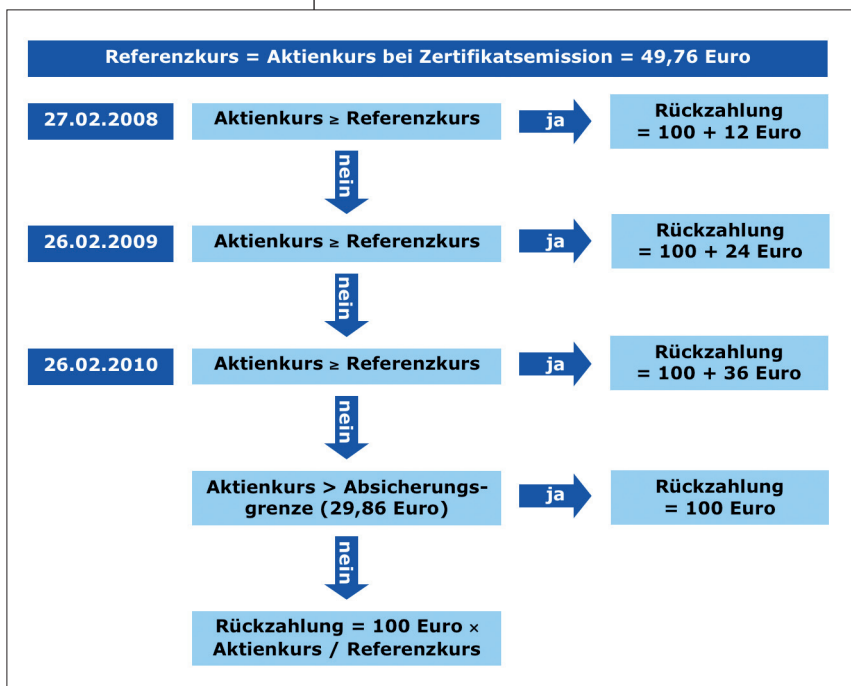 Referenzkurs = Aktienkurs bei Zertifikatsemission = 49,76 Euro
27.02.2008
Aktienkurs ≥ Referenzkurs
ja
Rückzahlung
= 100 + 12 Euro
nein
26.02.2009
Aktienkurs ≥ Referenzkurs
ja
Rückzahlung
= 100 + 24 Euro
nein
26.02.2010
Aktienkurs ≥ Referenzkurs
ja
Rückzahlung
= 100 + 36 Euro
nein
Aktienkurs > Absicherungs-
grenze (29,86 Euro)
ja
Rückzahlung
= 100 Euro
nein
Rückzahlung = 100 Euro ×
Aktienkurs / Referenzkurs